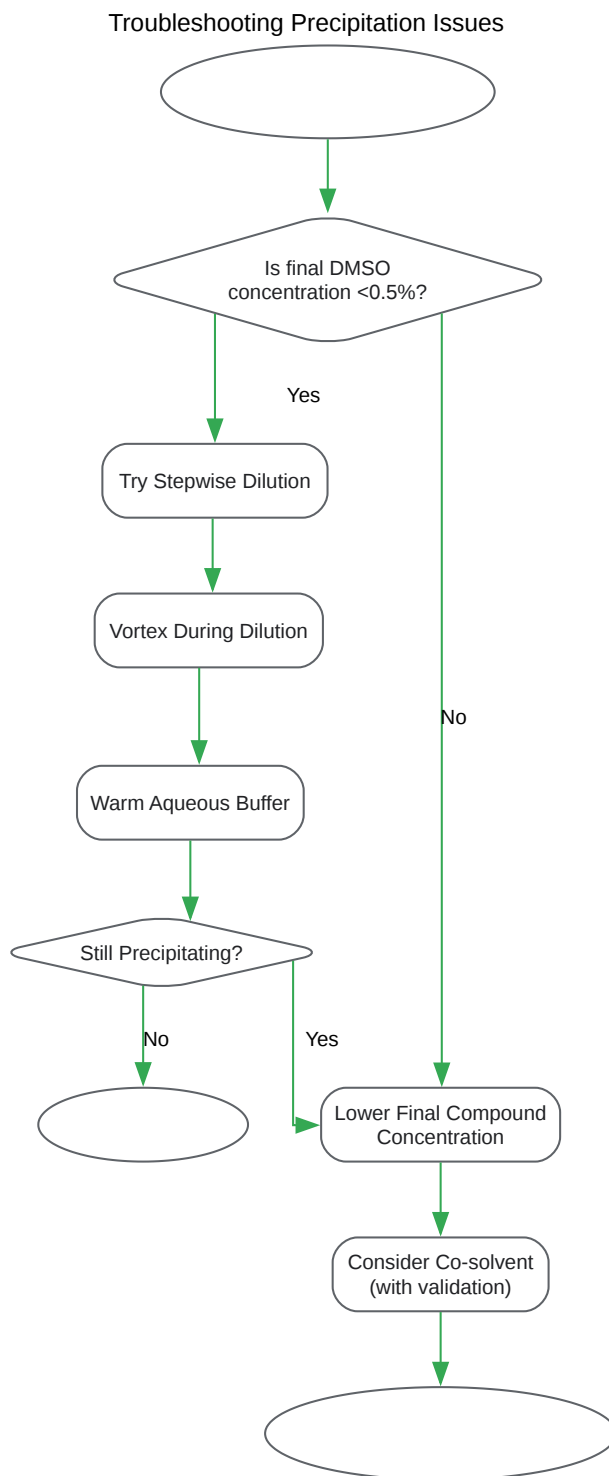 Troubleshooting Precipitation Issues
Is final DMSO
concentration <0.5%?
Yes
Try Stepwise Dilution
Vortex During Dilution
No
Warm Aqueous Buffer
Still Precipitating?
No
Yes
Lower Final Compound
Concentration
Consider Co-solvent
(with validation)